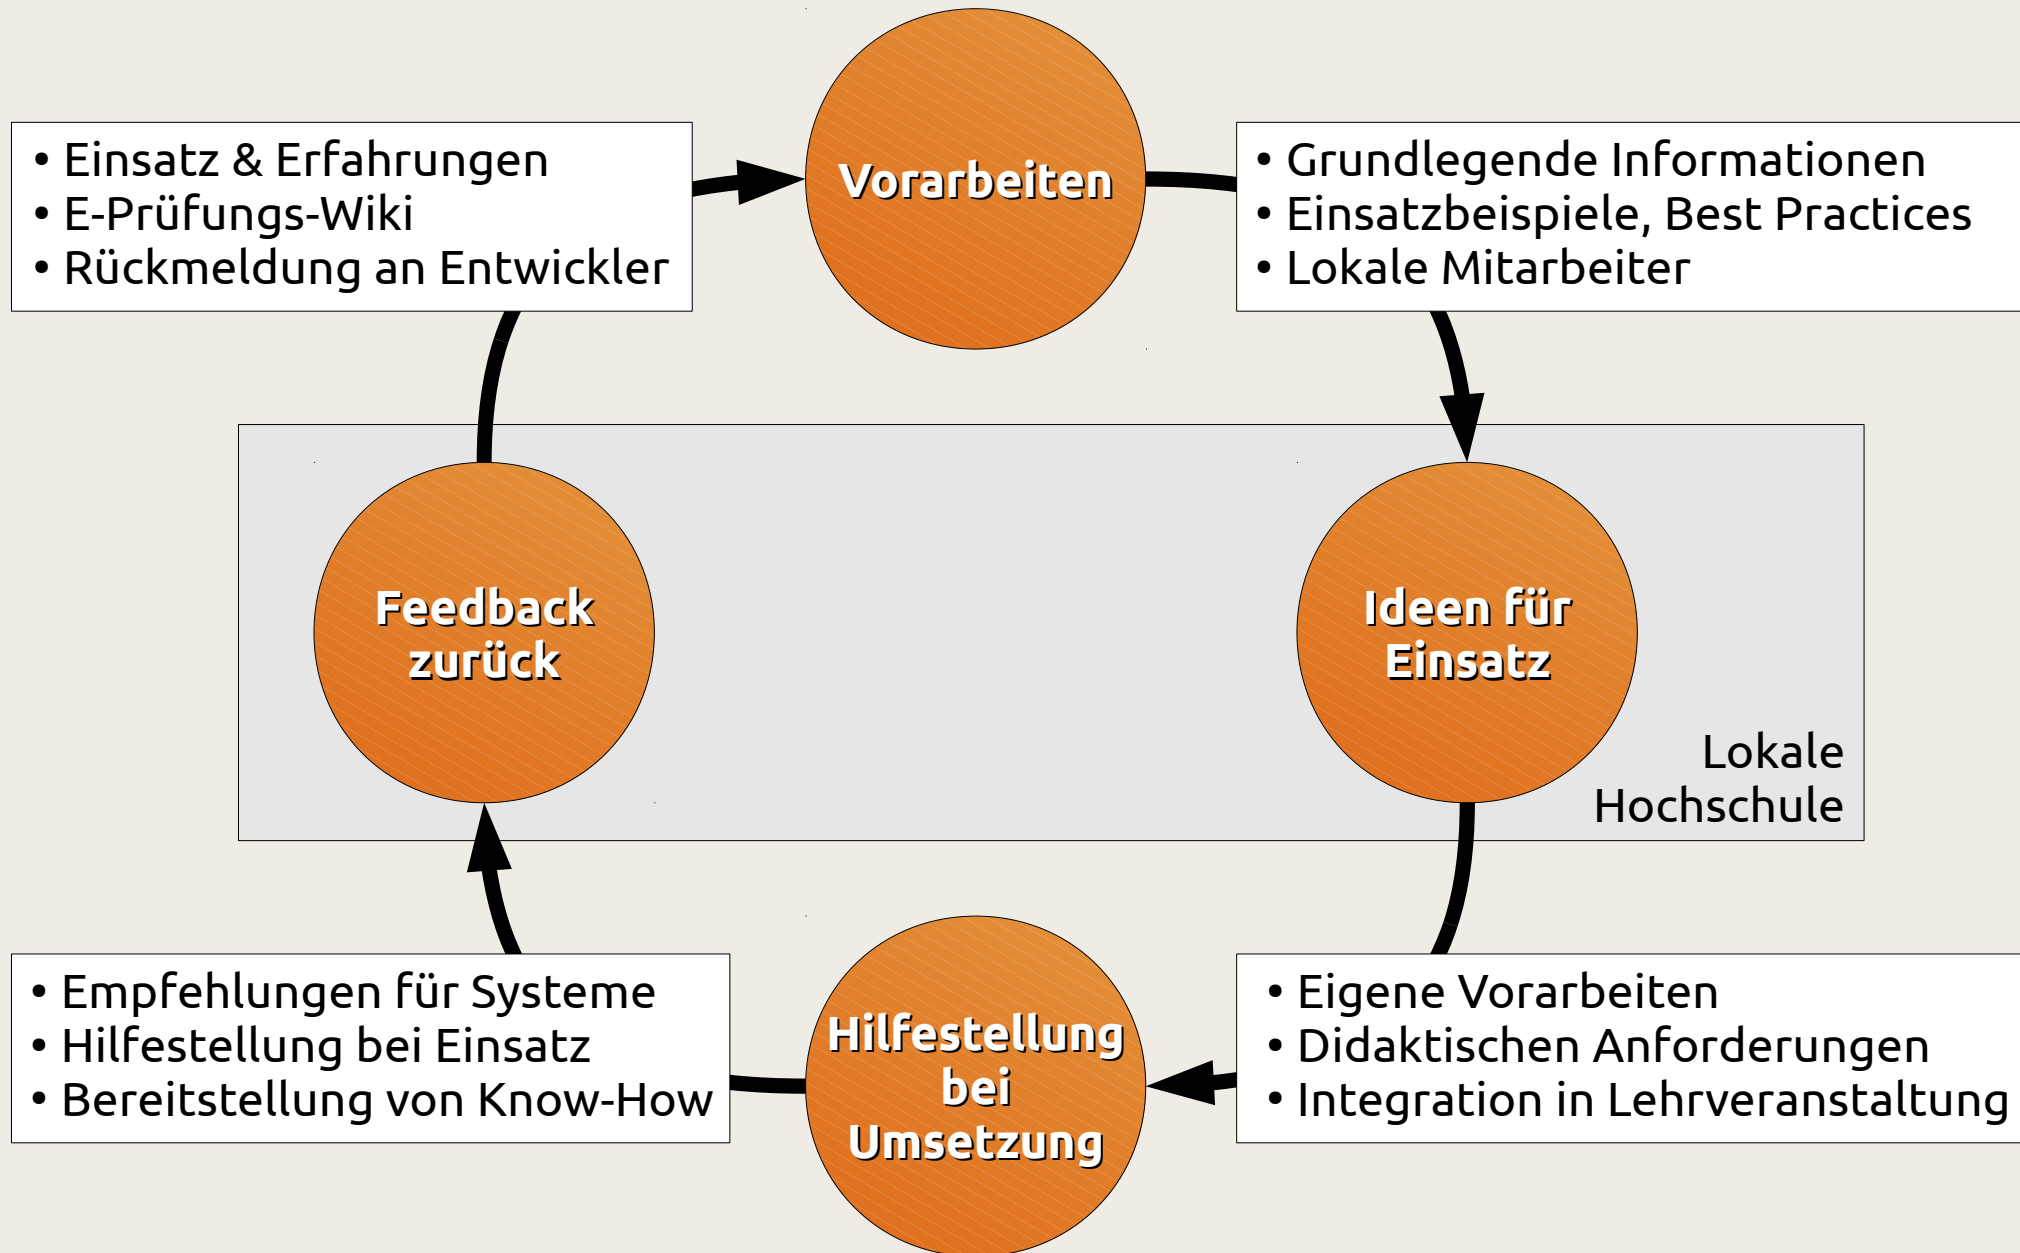 Vorarbeiten
• Einsatz & Erfahrungen
• E-Prüfungs-Wiki
• Rückmeldung an Entwickler
• Grundlegende Informationen
• Einsatzbeispiele, Best Practices
• Lokale Mitarbeiter
Feedback
zurück
Ideen für
Einsatz
Lokale
Hochschule
• Empfehlungen für Systeme
• Hilfestellung bei Einsatz
• Bereitstellung von Know-How
Hilfestellung
bei
Umsetzung
• Eigene Vorarbeiten
• Didaktischen Anforderungen
• Integration in Lehrveranstaltung